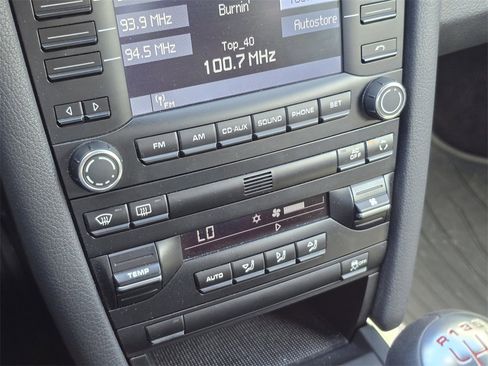 Burnin'
93.9 MHz
Autostore
94.5 MHz
Top_40
100.7 MHz
FM
FM
AM
CD AUX
SOUND
PHONE
SET
AC OFF
LO
TEMP
AUTO
OFF